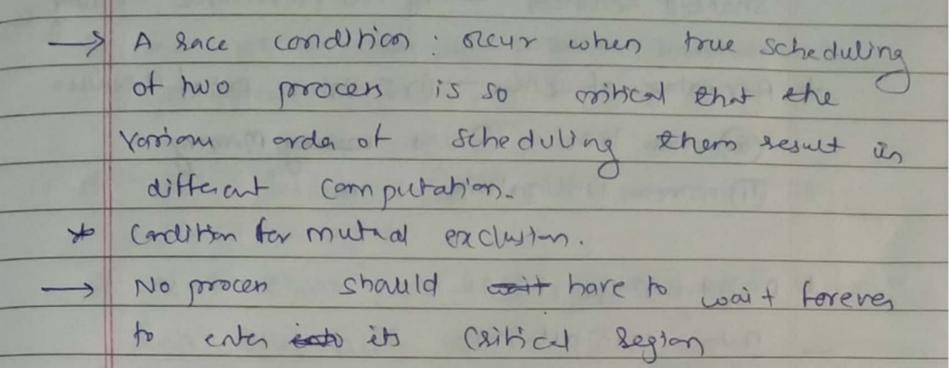 → A race condition : occur when true scheduling
of two process is so critical that the
various order of scheduling them result in
different computation.
* Condition for mutual exclusion.
→ No process should wait have to wait forever
to enter into its critical region